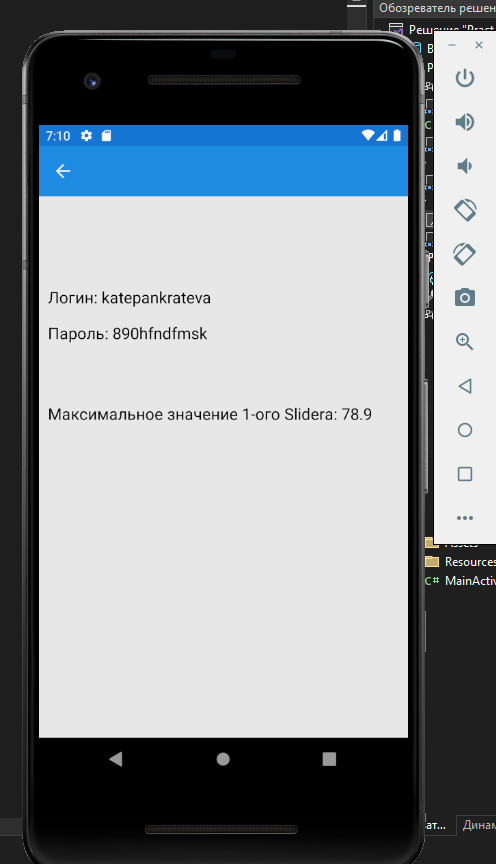 Обозреватель решен
Решение "Pract
7:10
Логин: katepankrateva
Пароль: 890hfndfmsk
Максимальное значение 1-ого Slidera: 78.9
Assets
Resources
C# MainActiv
ат...
Динам